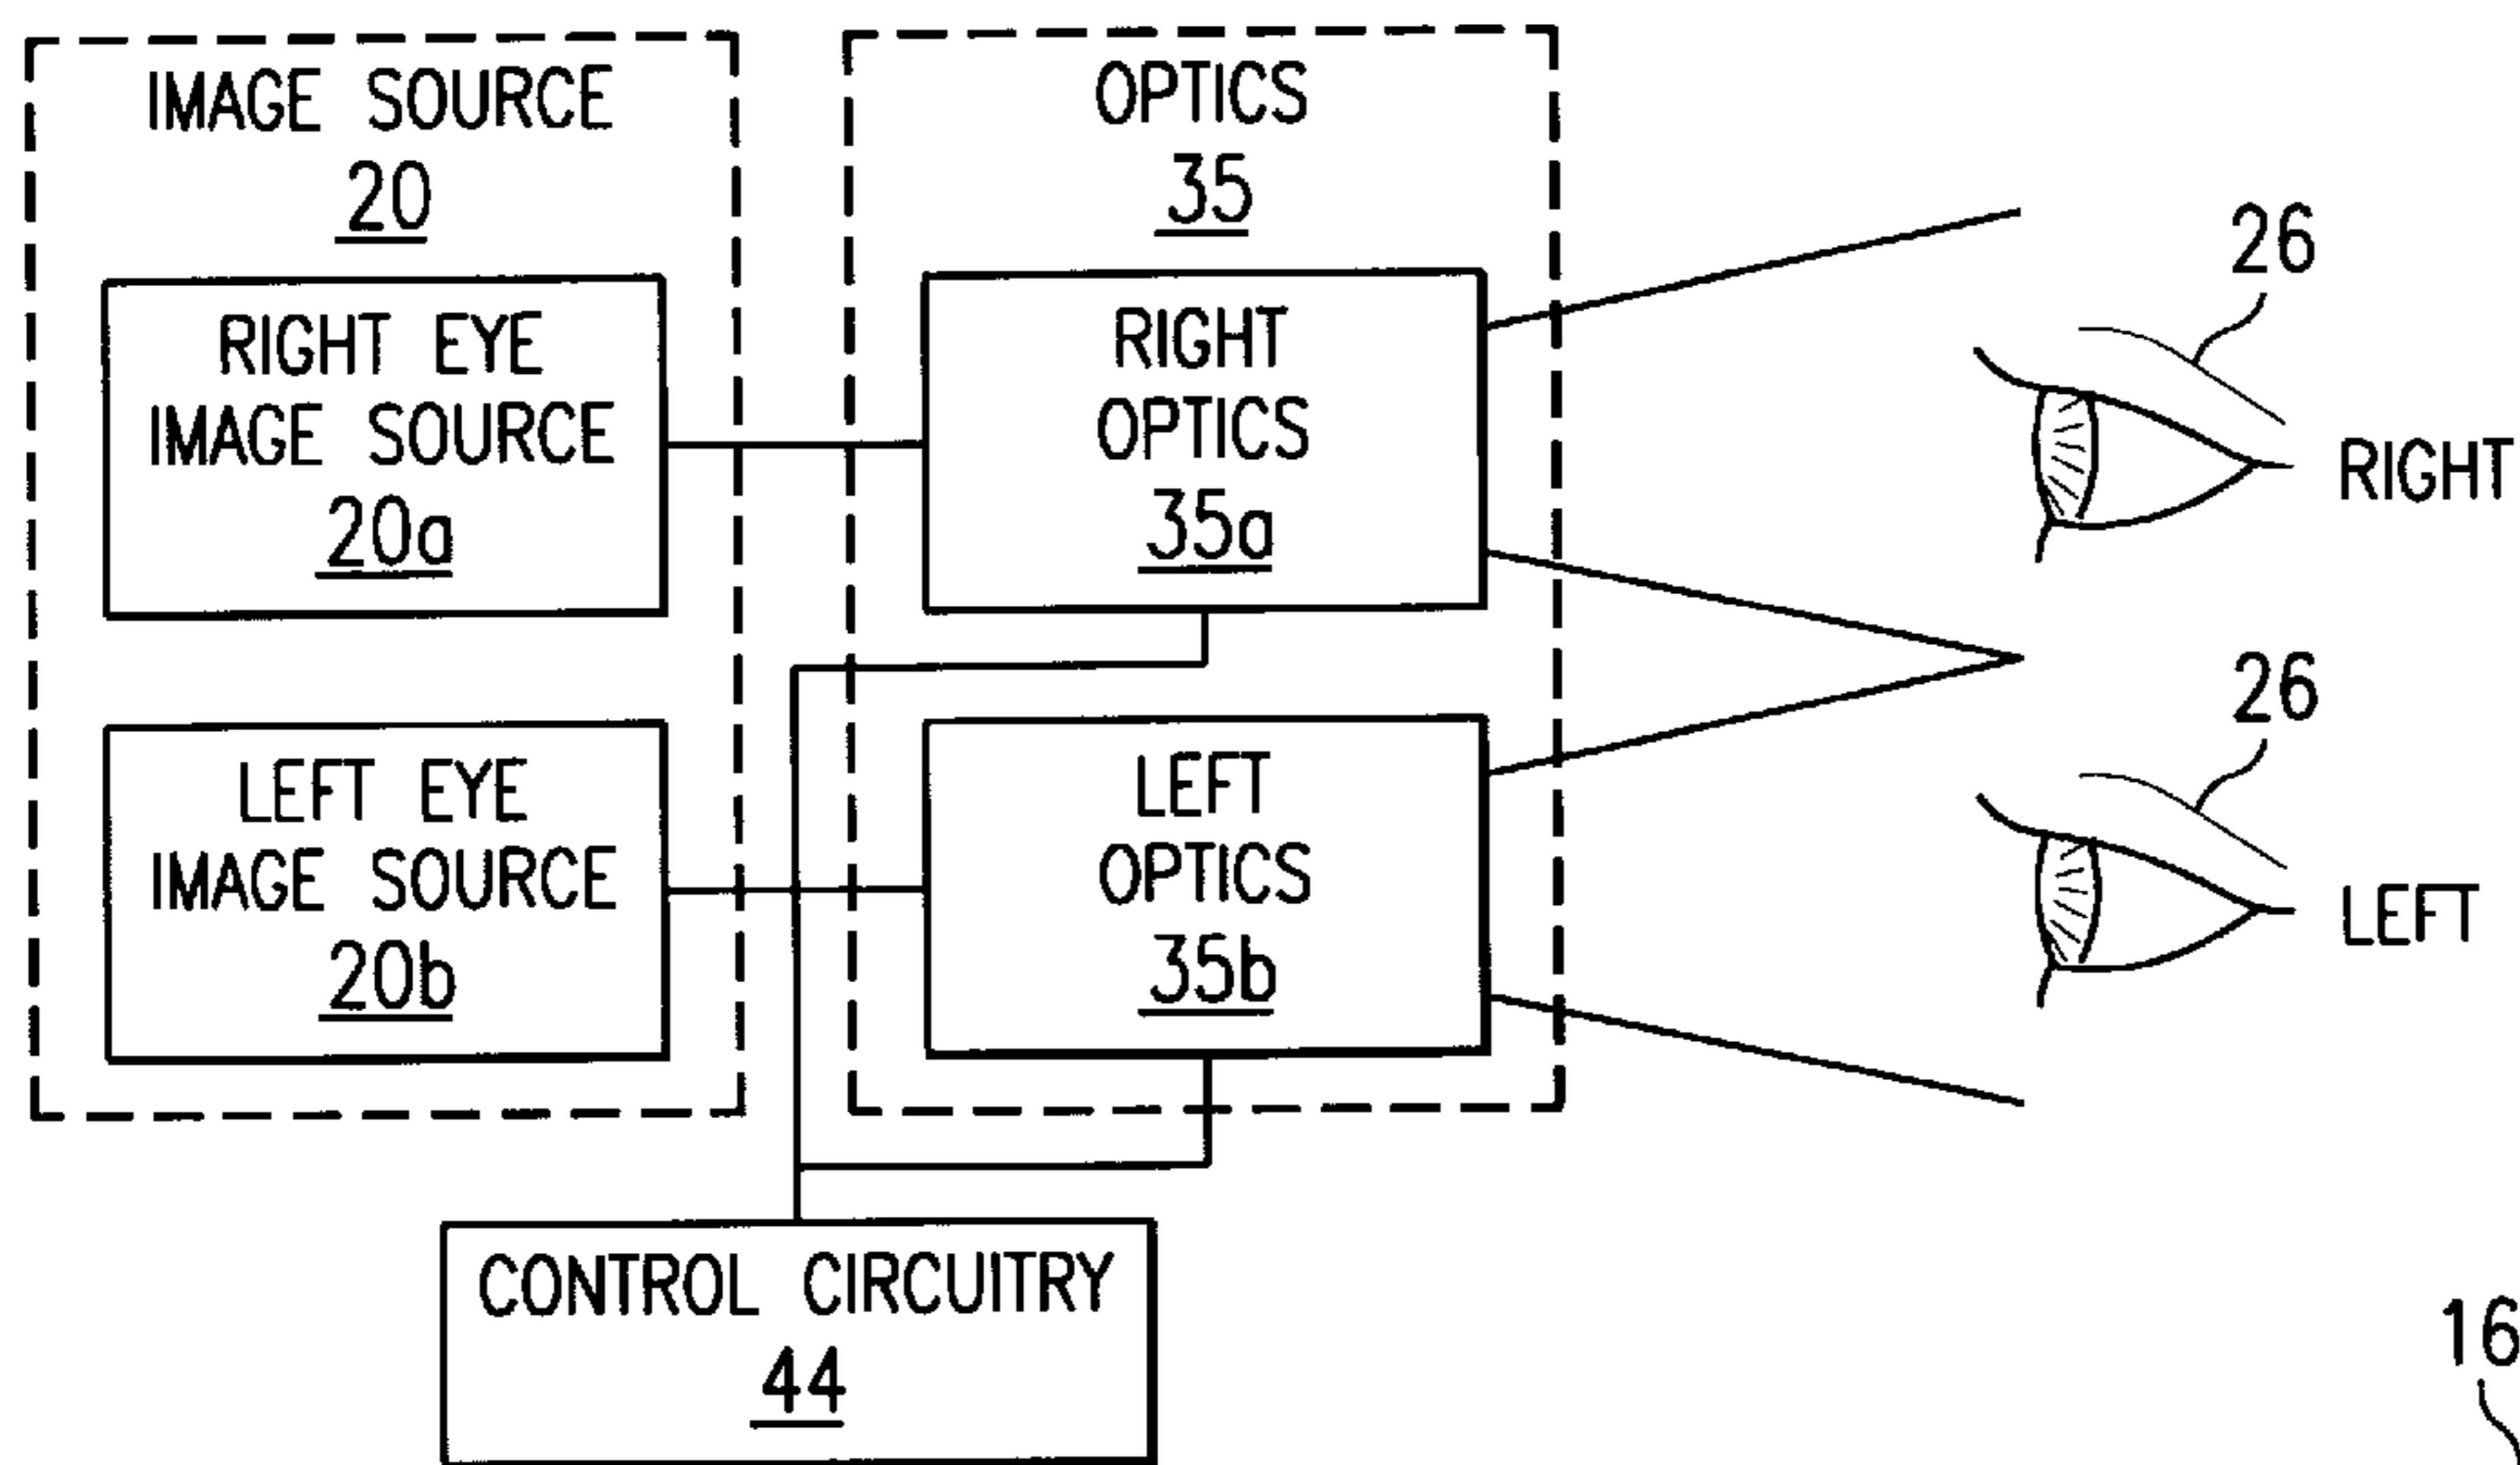 IMAGE SOURCE
20
RIGHT EYE
IMAGE SOURCE
20a
LEFT EYE
IMAGE SOURCE
20b
OPTICS
35
RIGHT
OPTICS
35a
LEFT
OPTICS
35b
26
RIGHT
26
LEFT
CONTROL CIRCUITRY
44
16